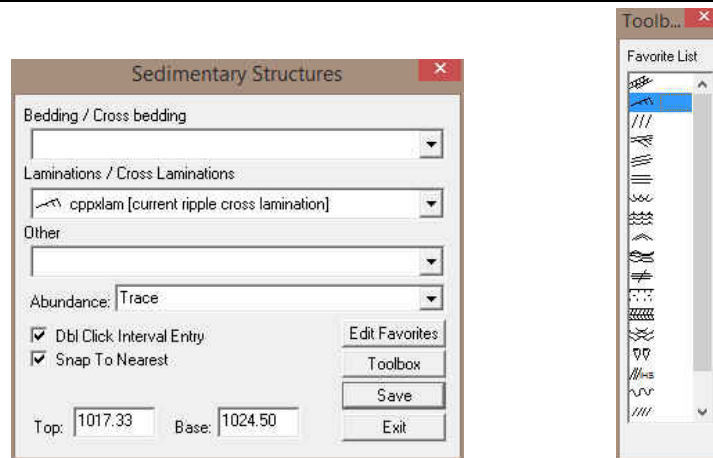 Sedimentary Structures
Bedding / Cross bedding
Laminations / Cross Laminations
cppxlam [current ripple cross lamination]
Other
Abundance: Trace
Dbl Click Interval Entry
Edit Favorites
Snap To Nearest
Toolbox
Save
Top: 1017.33 Base: 1024.50
Exit
Toolb...
Favorite List